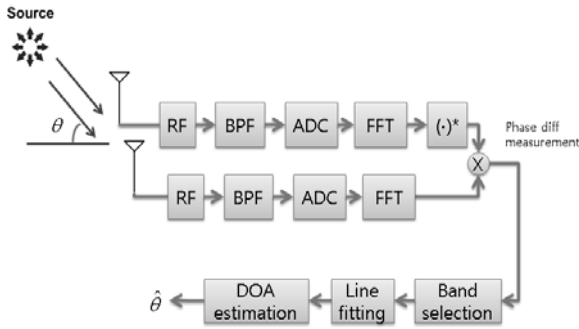 Source
θ
RF
BPF
ADC
FFT
(·)*
Phase diff
measurement
X
RF
BPF
ADC
FFT
θ̂
DOA
estimation
Line
fitting
Band
selection